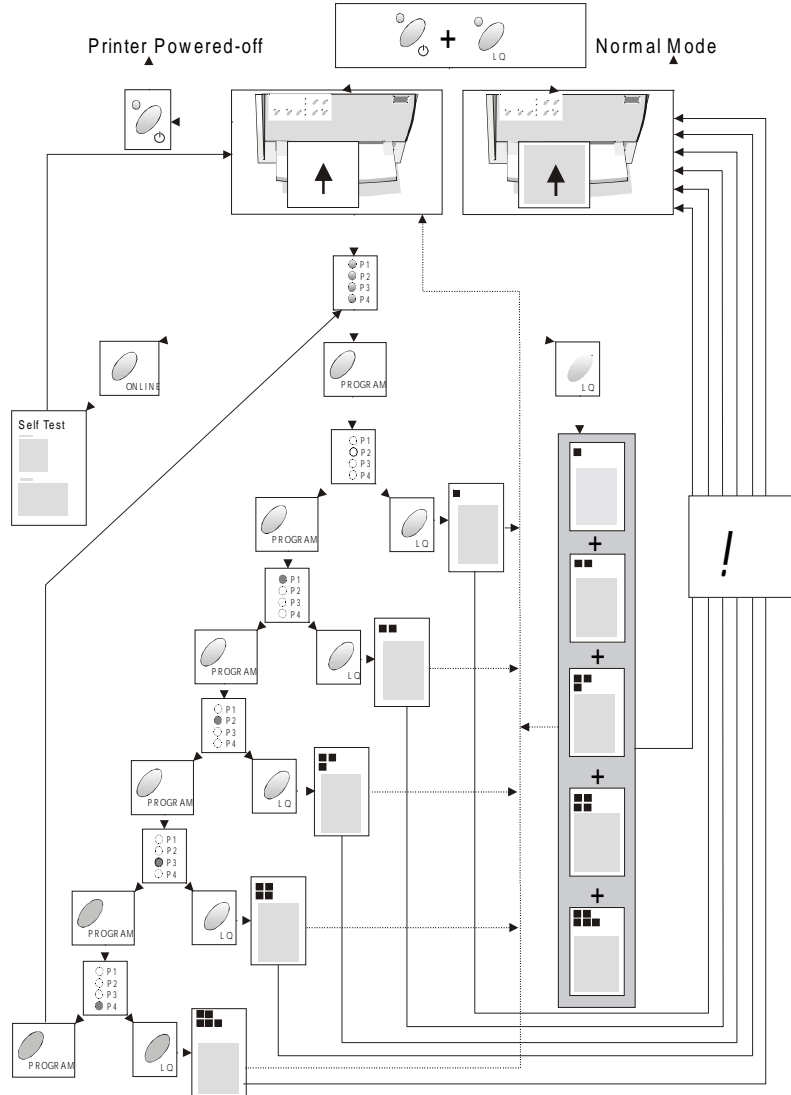 Printer Powered-off
+
LQ
Normal Mode
P1
P2
P3
P4
ONLINE
PROGRAM
LQ
Self Test
P1
P2
P3
P4
PROGRAM
LQ
+
!
P1
P2
P3
P4
+
PROGRAM
LQ
P1
P2
P3
P4
+
PROGRAM
LQ
P1
P2
P3
P4
+
PROGRAM
LQ
P1
P2
P3
P4
PROGRAM
LQ